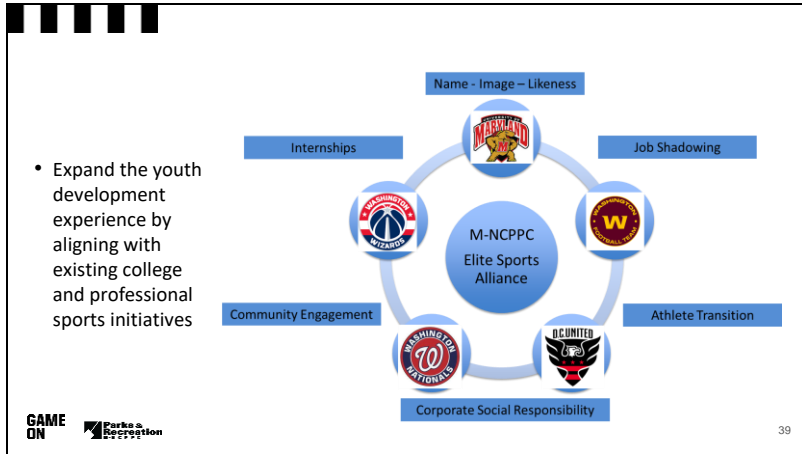 Name - Image – Likeness
UNIVERSITY OF
MARYLAND
M
Internships
Job Shadowing
• Expand the youth
development
experience by
aligning with
existing college
and professional
sports initiatives
WASHINGTON
WIZARDS
M-NCPPC
Elite Sports
Alliance
WASHINGTON
W
FOOTBALL TEAM
Community Engagement
Athlete Transition
WASHINGTON
W
NATIONALS
D.C.UNITED
Corporate Social Responsibility
GAME
ON
Parks &
Recreation
M-NCPPC
39